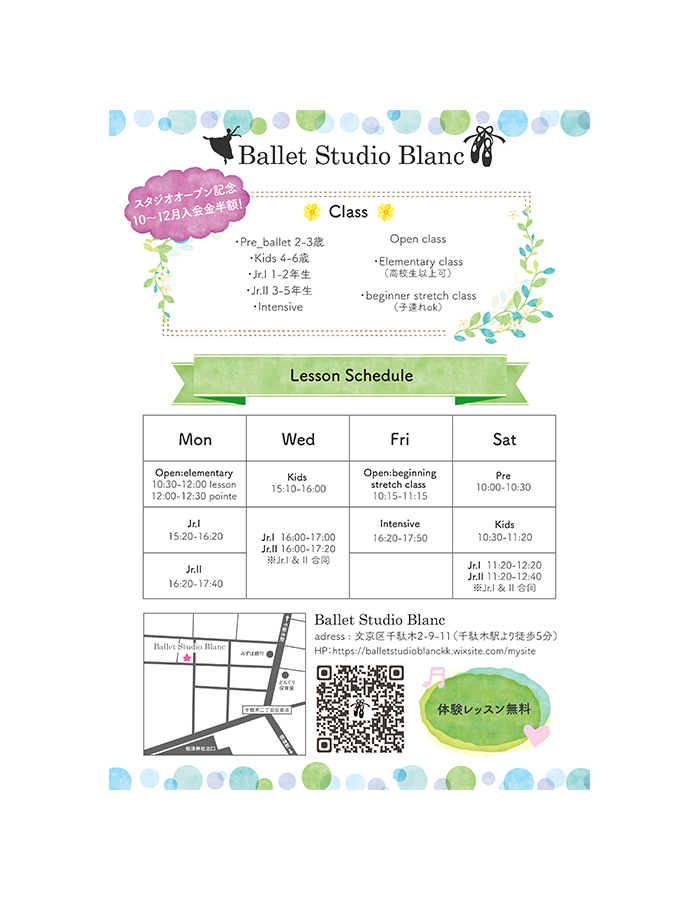 Ballet Studio Blanc
スタジオオープン記念
10〜12月入会金半額!
Class
・Pre_ballet 2-3歳
・Kids 4-6歳
・Jr.I 1-2年生
・Jr.II 3-5年生
・Intensive
Open class
・Elementary class
（高校生以上可）
・beginner stretch class
（子連れok）
Lesson Schedule
Mon
Wed
Fri
Sat
Open:elementary
10:30-12:00 lesson
12:00-12:30 pointe
Kids
15:10-16:00
Open:beginning
stretch class
10:15-11:15
Pre
10:00-10:30
Jr.I
15:20-16:20
Jr.I 16:00-17:00
Jr.II 16:00-17:20
※Jr.I & II 合同
Intensive
16:20-17:50
Kids
10:30-11:20
Jr.II
16:20-17:40
Jr.I 11:20-12:20
Jr.II 11:20-12:40
※Jr.I & II 合同
Ballet Studio Blanc
みずほ銀行
どんぐり
保育園
千駄木二丁目交差点
根津神社北口
Ballet Studio Blanc
adress : 文京区千駄木2-9-11（千駄木駅より徒歩5分）
HP:https://balletstudioblanckk.wixsite.com/mysite
体験レッスン無料